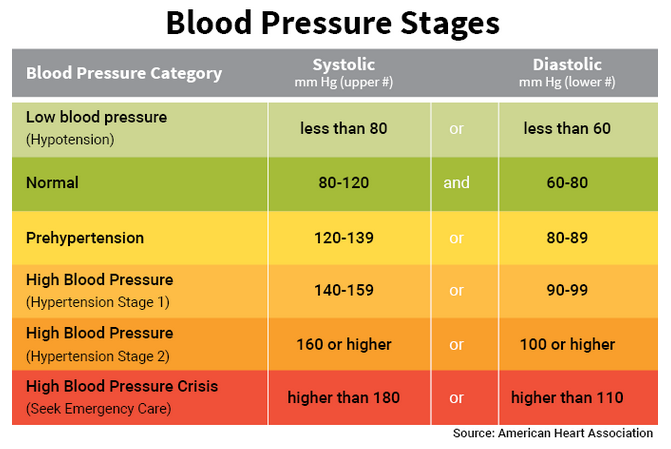 Blood Pressure Stages
Blood Pressure Category
Systolic
mm Hg (upper #)
Diastolic
mm Hg (lower #)
Low blood pressure
(Hypotension)
less than 80
or
less than 60
Normal
80-120
and
60-80
Prehypertension
120-139
or
80-89
High Blood Pressure
(Hypertension Stage 1)
140-159
or
90-99
High Blood Pressure
(Hypertension Stage 2)
160 or higher
or
100 or higher
High Blood Pressure Crisis
(Seek Emergency Care)
higher than 180
or
higher than 110
Source: American Heart Association